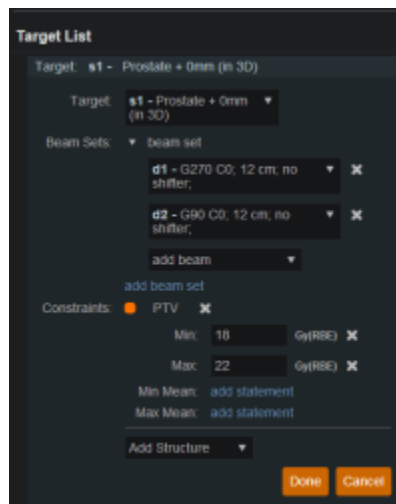 Target List
Target: s1 - Prostate + 0mm (in 3D)
Target: s1 - Prostate + 0mm
(in 3D)
Beam Sets: beam set
d1 - G270 C0; 12 cm; no
shifter;
d2 - G90 C0; 12 cm; no
shifter;
add beam
add beam set
Constraints: PTV
Min: 18 Gy(RBE)
Max: 22 Gy(RBE)
Min Mean: add statement
Max Mean: add statement
Add Structure
Done Cancel